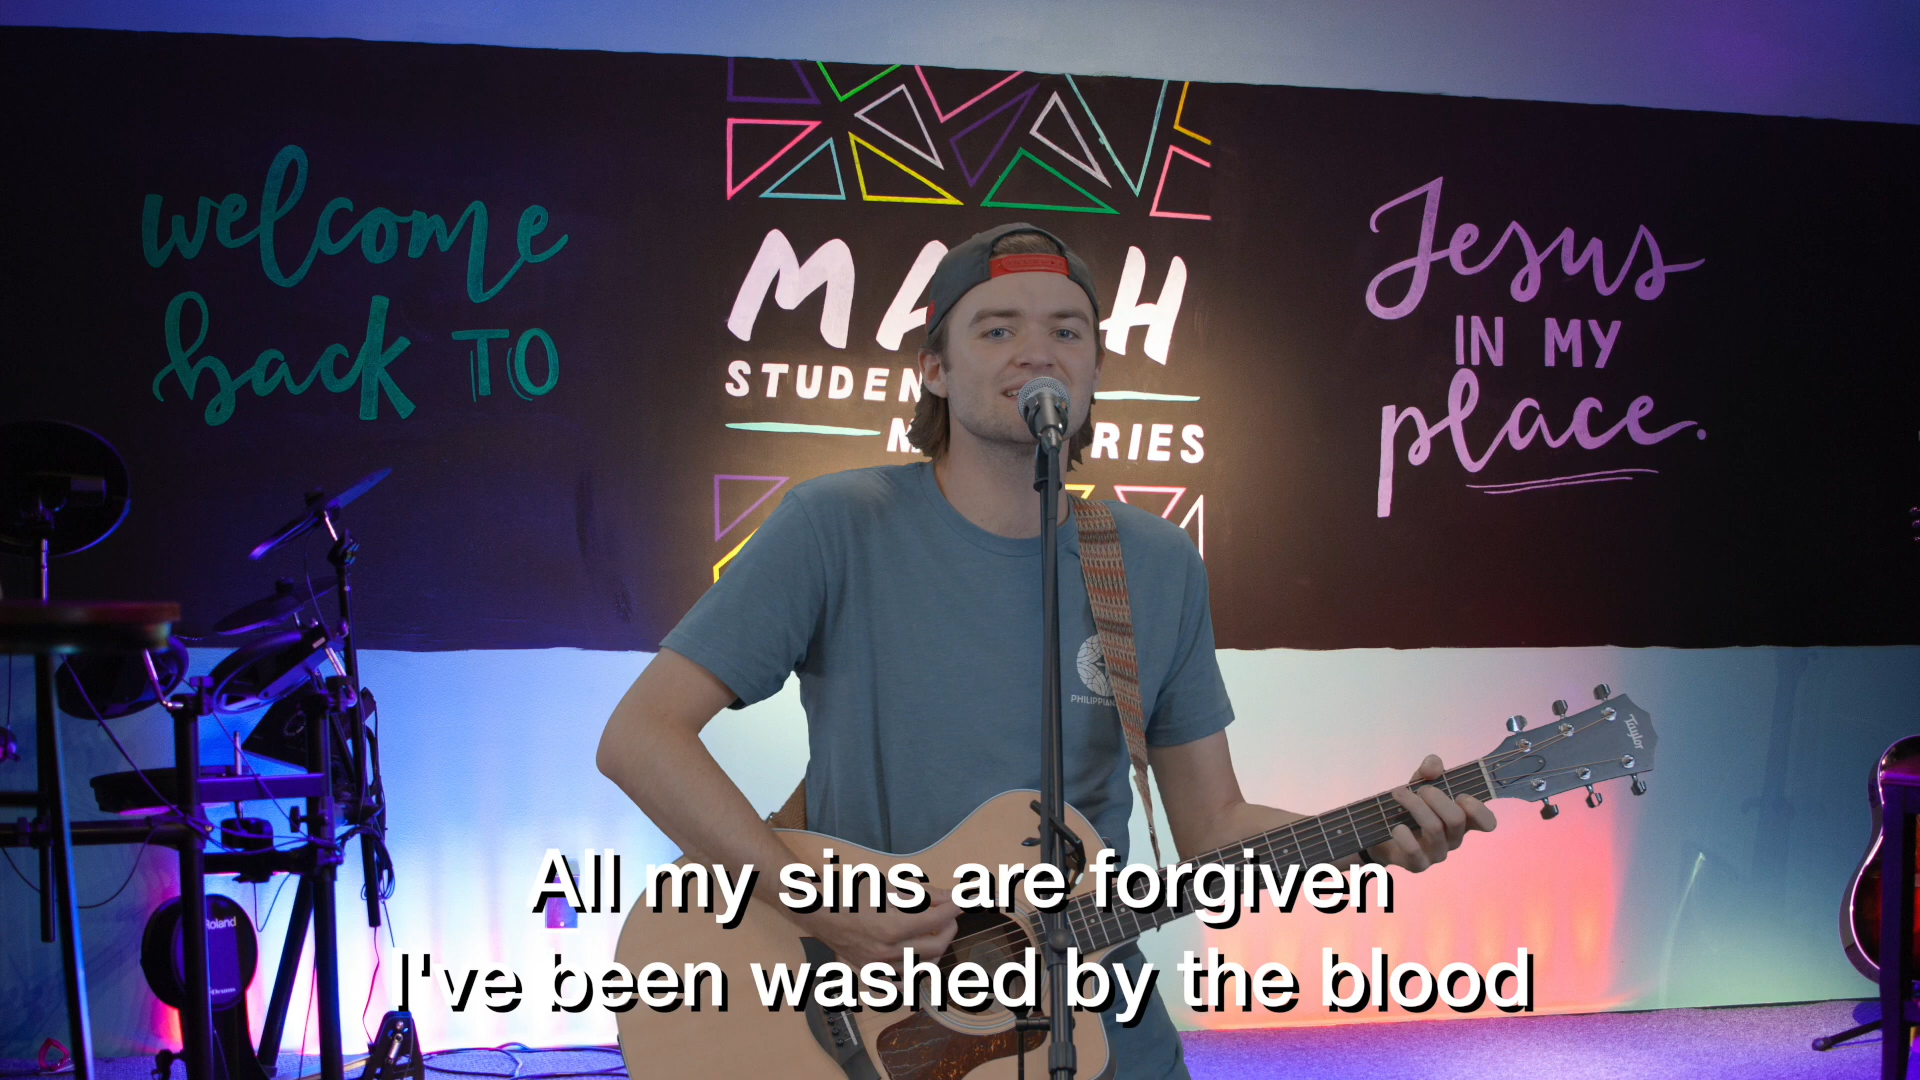 welcome
back TO
STUDEN
RIES
Jesus
IN MY
place.
PHILIPPIAN
Taylor
Roland
All my sins are forgiven
I've been washed by the blood